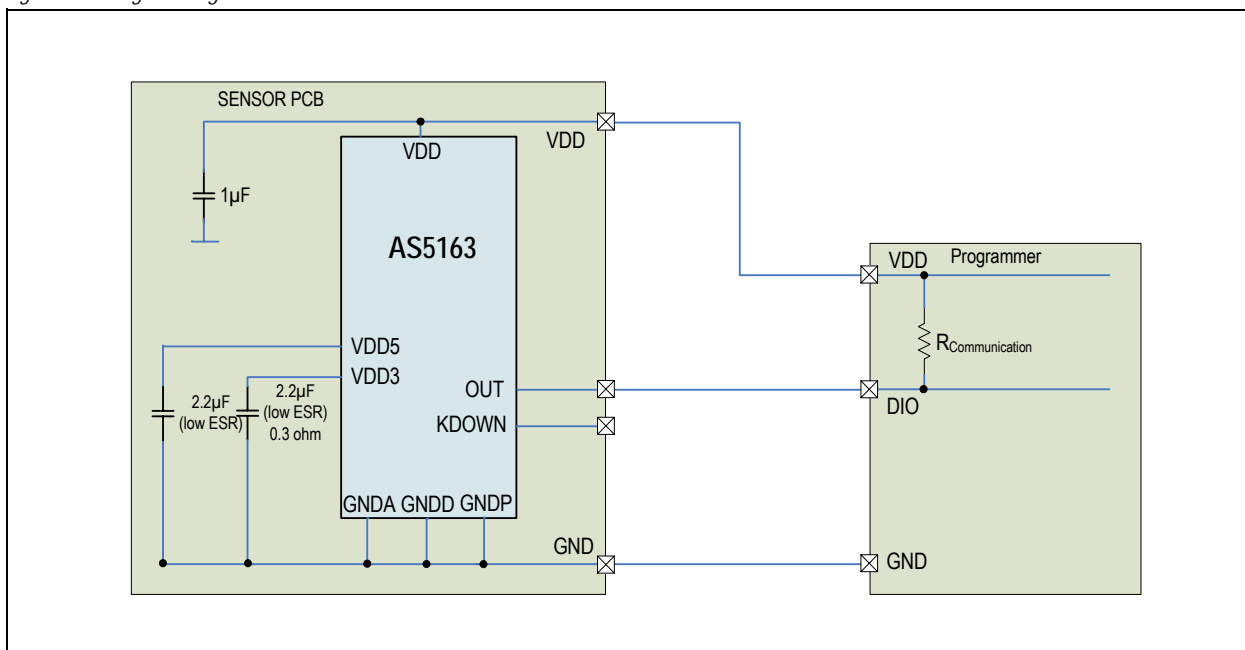 SENSOR PCB
VDD
VDD
1µF
AS5163
VDD
Programmer
RCommunication
VDD5
VDD3
2.2µF
(low ESR)
2.2µF
(low ESR)
0.3 ohm
OUT
KDOWN
DIO
GNDA GNDD GNDP
GND
GND